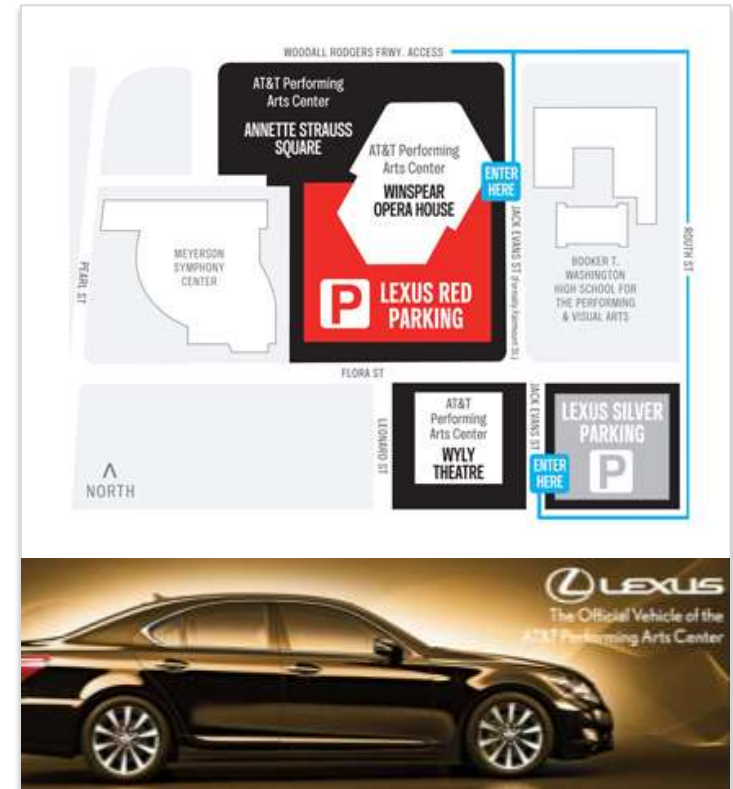 WOODALL RODGERS FRWY. ACCESS
AT&T Performing
Arts Center
ANNETTE STRAUSS
SQUARE
AT&T Performing
Arts Center
WINSPEAR
OPERA HOUSE
ENTER
HERE
JACK EVANS ST (Formerly Fairmount St.)
ROUTH ST
PEARL ST
MEYERSON
SYMPHONY
CENTER
P
LEXUS RED
PARKING
BOOKER T.
WASHINGTON
HIGH SCHOOL FOR
THE PERFORMING
& VISUAL ARTS
FLORA ST
LEONARD ST
AT&T
Performing
Arts Center
WYLY
THEATRE
JACK EVANS ST
ENTER
HERE
LEXUS SILVER
PARKING
P
NORTH
LEXUS
The Official Vehicle of the
AT&T Performing Arts Center